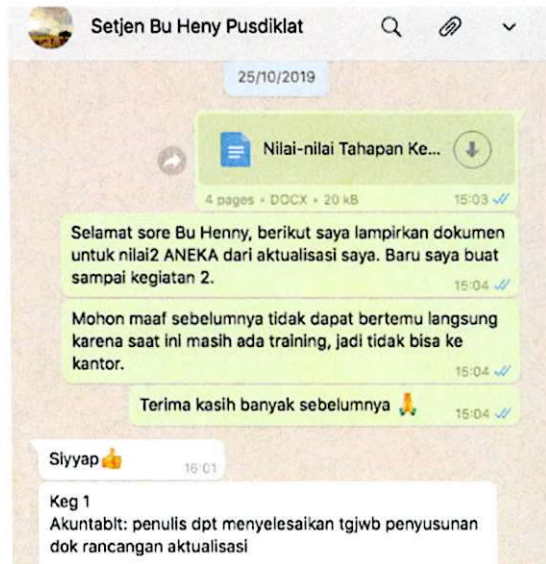 Setjen Bu Heny Pusdiklat
25/10/2019
Nilai-nilai Tahapan Ke...
4 pages • DOCX • 20 kB 15:03
Selamat sore Bu Henny, berikut saya lampirkan dokumen
untuk nilai2 ANEKA dari aktualisasi saya. Baru saya buat
sampai kegiatan 2.
15:04
Mohon maaf sebelumnya tidak dapat bertemu langsung
karena saat ini masih ada training, jadi tidak bisa ke
kantor.
15:04
Terima kasih banyak sebelumnya 🙏 15:04
Siyyap👍 16:01
Keg 1
Akuntablt: penulis dpt menyelesaikan tgjwb penyusunan
dok rancangan aktualisasi